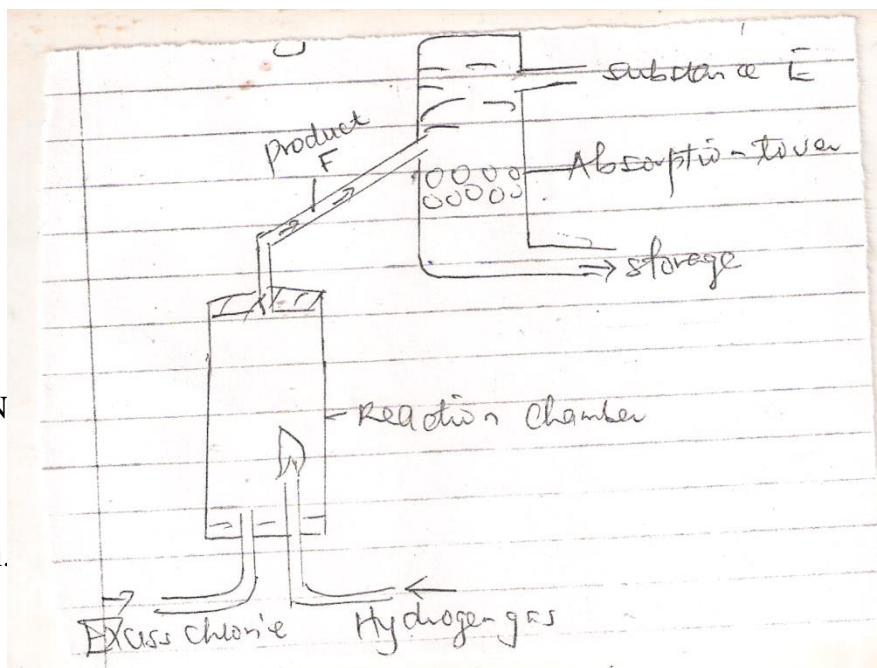 substance E
product
F
Absorption tower
storage
N
Reaction Chamber
Excess chlorine
Hydrogen gas